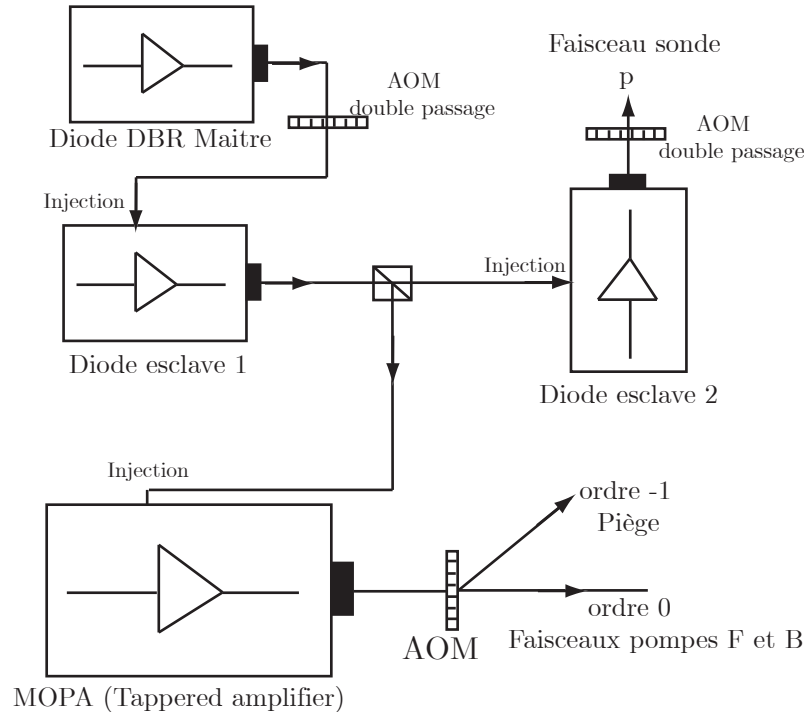 Diode DBR Maitre
AOM
double passage
Faisceau sonde
p
AOM
double passage
Injection
Diode esclave 1
Injection
Diode esclave 2
Injection
MOPA (Tappered amplifier)
AOM
ordre -1
Piège
ordre 0
Faisceaux pompes F et B